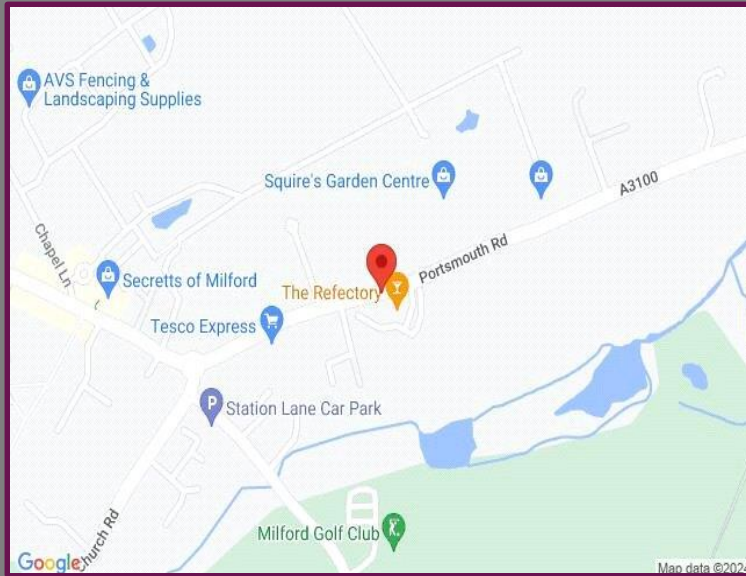 AVS Fencing &
Landscaping Supplies
Squire's Garden Centre
A3100
Chapel Ln
Portsmouth Rd
Secretts of Milford
The Refectory
Tesco Express
P
Station Lane Car Park
Church Rd
Milford Golf Club
Google
Map data ©2024